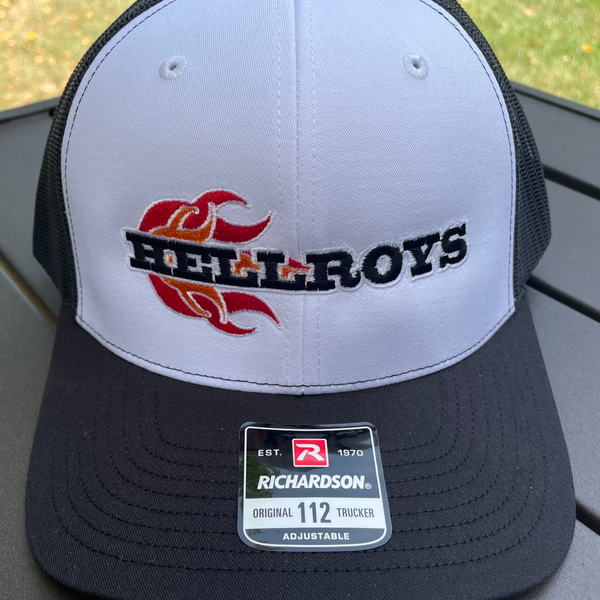 HELLROYS
EST. R 1970
RICHARDSON®
ORIGINAL 112 TRUCKER
ADJUSTABLE